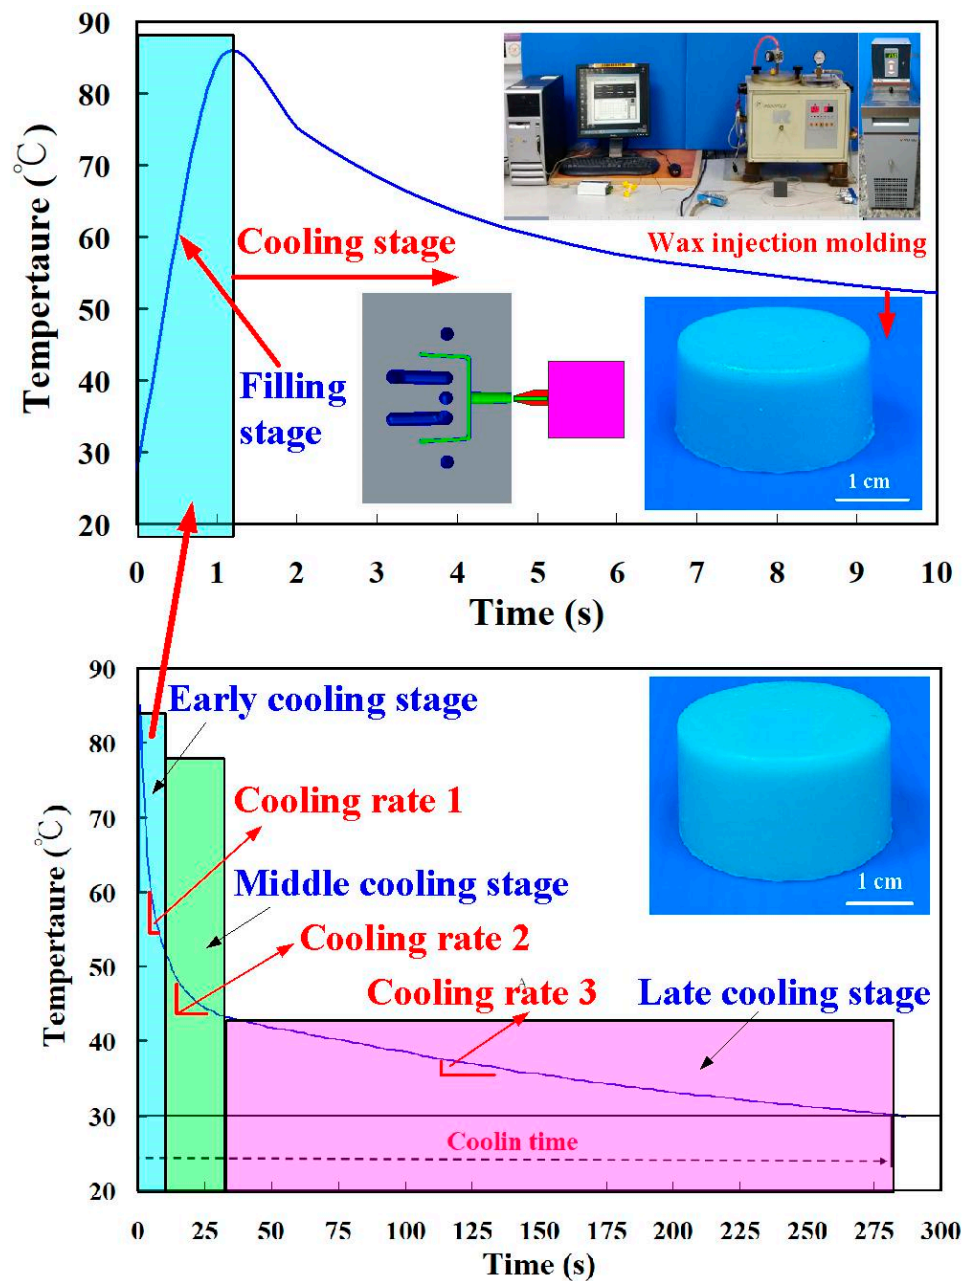 90
80
70
60
50
40
30
20
Tempertaure (℃)
Wax injection molding
Cooling stage
Filling
stage
1 cm
0 1 2 3 4 5 6 7 8 9 10
Time (s)
90
80
70
60
50
40
30
20
Tempertaure (℃)
Early cooling stage
Cooling rate 1
Middle cooling stage
1 cm
Cooling rate 2
Cooling rate 3
Late cooling stage
Coolin time
0 25 50 75 100 125 150 175 200 225 250 275 300
Time (s)